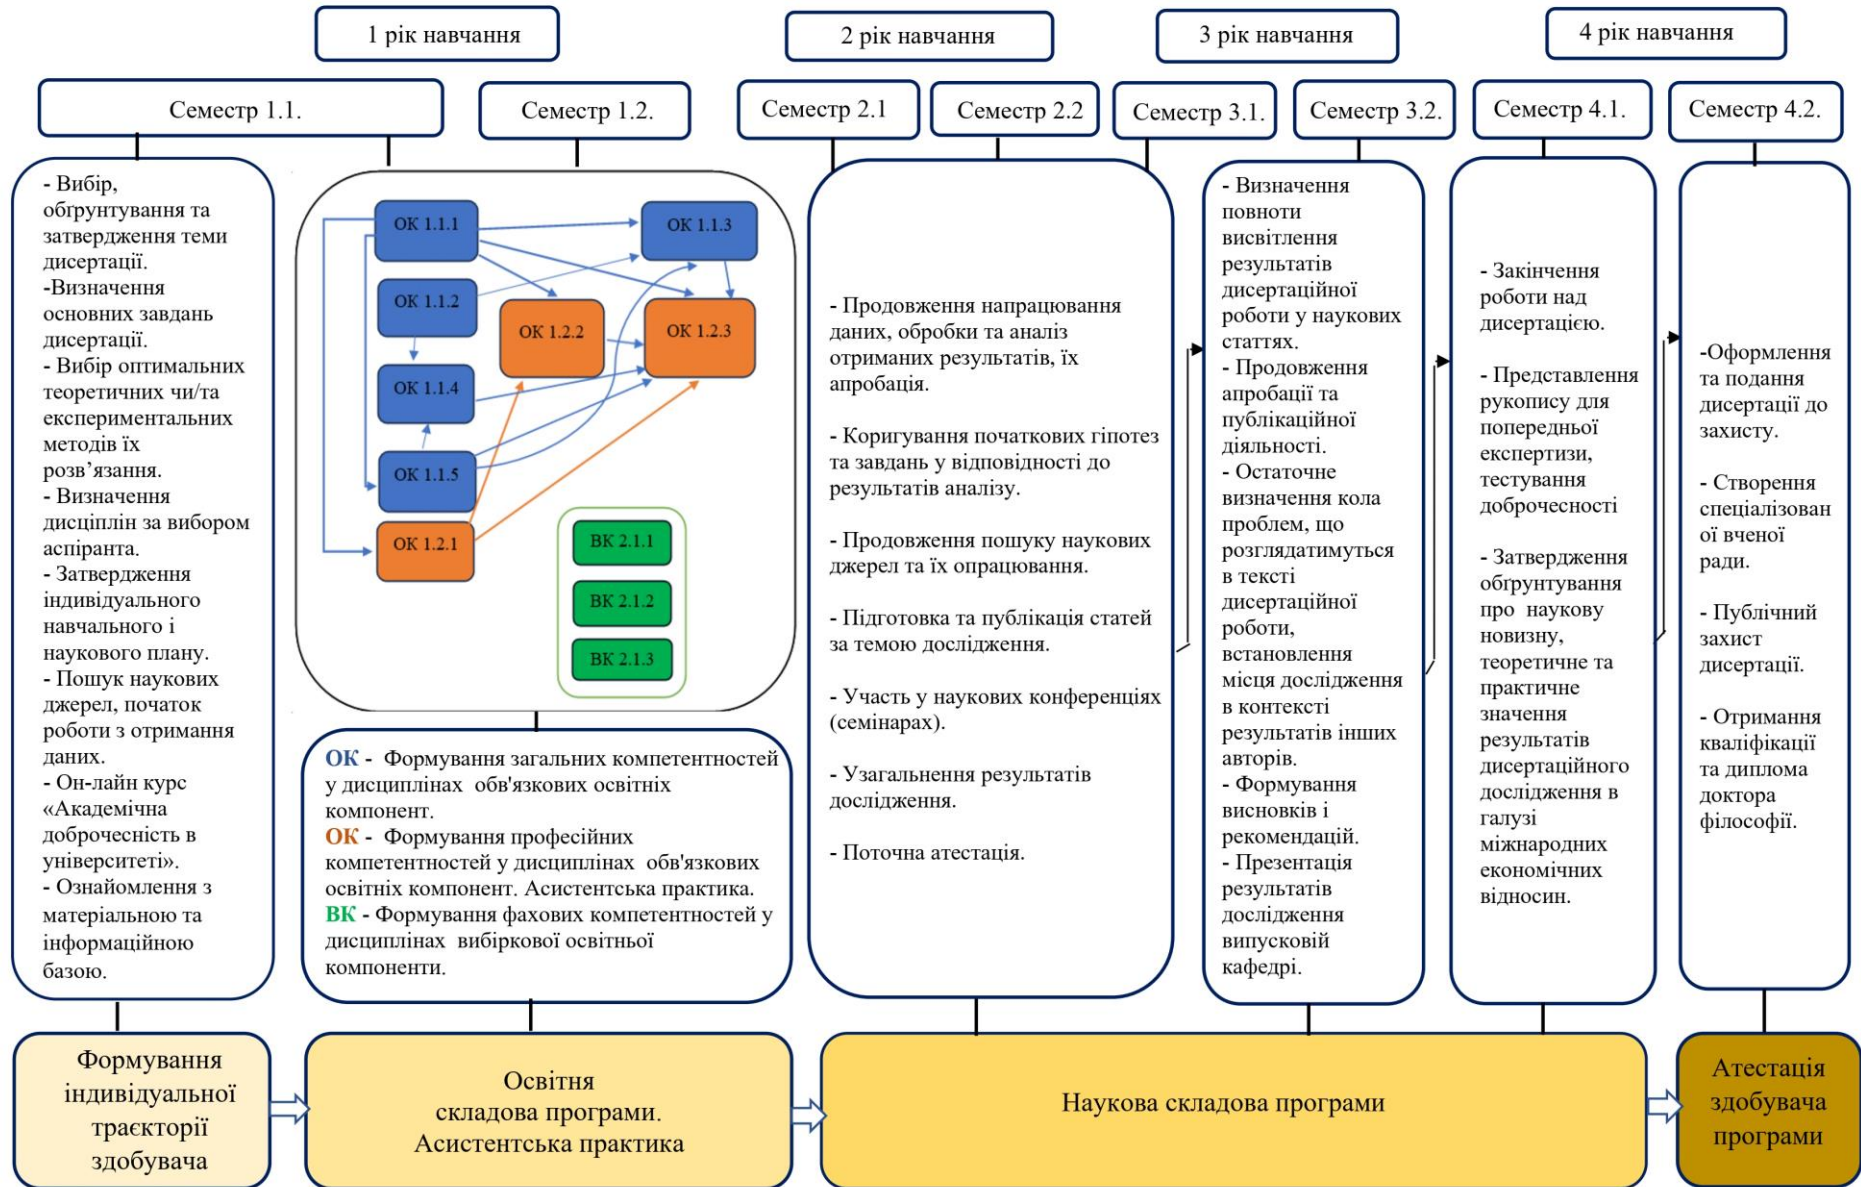 1 рік навчання
2 рік навчання
3 рік навчання
4 рік навчання
Семестр 1.1.
Семестр 1.2.
Семестр 2.1
Семестр 2.2
Семестр 3.1.
Семестр 3.2.
Семестр 4.1.
Семестр 4.2.
- Вибір,
обґрунтування та
затвердження теми
дисертації.
-Визначення
основних завдань
дисертації.
- Вибір оптимальних
теоретичних чи/та
експериментальних
методів їх
розв’язання.
- Визначення
дисціплін за вибором
аспіранта.
- Затвердження
індивідуального
навчального і
наукового плану.
- Пошук наукових
джерел, початок
роботи з отримання
даних.
- Он-лайн курс
«Академічна
доброчесність в
університеті».
- Ознайомлення з
матеріальною та
інформаційною
базою.
ОК 1.1.1
ОК 1.1.3
ОК 1.1.2
ОК 1.2.2
ОК 1.2.3
ОК 1.1.4
ОК 1.1.5
ОК 1.2.1
ВК 2.1.1
ВК 2.1.2
ВК 2.1.3
ОК - Формування загальних компетентностей
у дисциплінах обв'язкових освітніх
компонент.
ОК - Формування професійних
компетентностей у дисциплінах обв'язкових
освітніх компонент. Асистентська практика.
ВК - Формування фахових компетентностей у
дисциплінах вибіркової освітньої
компоненти.
- Продовження напрацювання
даних, обробки та аналіз
отриманих результатів, їх
апробація.
- Коригування початкових гіпотез
та завдань у відповідності до
результатів аналізу.
- Продовження пошуку наукових
джерел та їх опрацювання.
- Підготовка та публікація статей
за темою дослідження.
- Участь у наукових конференціях
(семінарах).
- Узагальнення результатів
дослідження.
- Поточна атестація.
- Визначення
повноти
висвітлення
результатів
дисертаційної
роботи у наукових
статтях.
- Продовження
апробації та
публікаційної
діяльності.
- Остаточне
визначення кола
проблем, що
розглядатимуться
в тексті
дисертаційної
роботи,
встановлення
місця дослідження
в контексті
результатів інших
авторів.
- Формування
висновків і
рекомендацій.
- Презентація
результатів
дослідження
випусковій
кафедрі.
- Закінчення
роботи над
дисертацією.
- Представлення
рукопису для
попередньої
експертизи,
тестування
доброчесності
- Затвердження
обґрунтування
про наукову
новизну,
теоретичне та
практичне
значення
результатів
дисертаційного
дослідження в
галузі
міжнародних
економічних
відносин.
-Оформлення
та подання
дисертації до
захисту.
- Створення
спеціалізован
ої вченої
ради.
- Публічний
захист
дисертації.
- Отримання
кваліфікації
та диплома
доктора
філософії.
Формування
індивідуальної
траєкторії
здобувача
Освітня
складова програми.
Асистентська практика
Наукова складова програми
Атестація
здобувача
програми